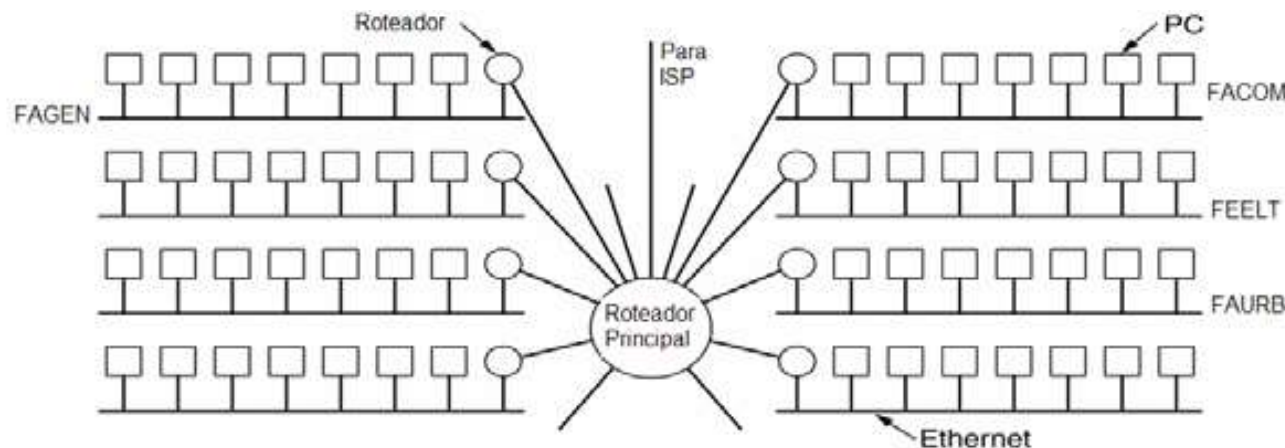 Roteador
Para
ISP
PC
FAGEN
FACOM
FEELT
FAURB
Roteador
Principal
Ethernet